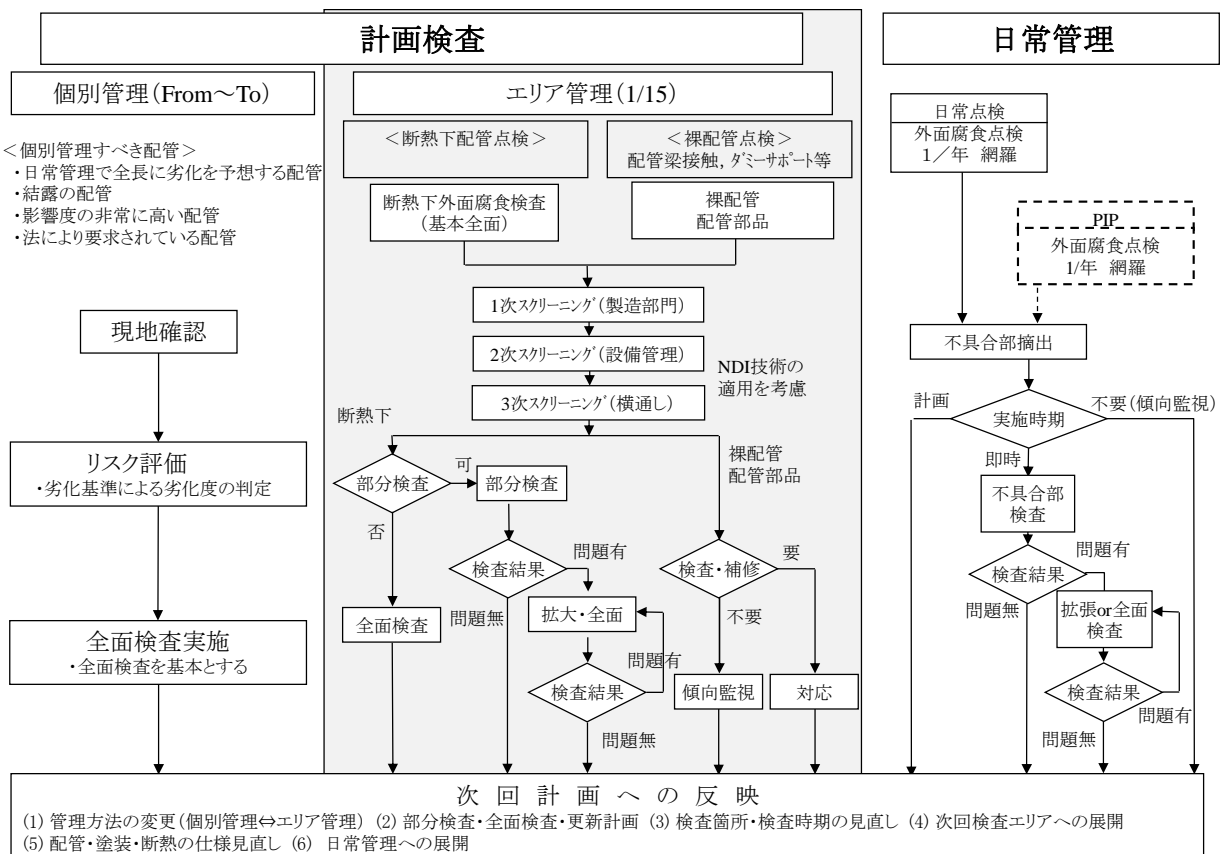 計画検査
日常管理
個別管理(From～To)
エリア管理(1/15)
＜個別管理すべき配管＞
・日常管理で全長に劣化を予想する配管
・結露の配管
・影響度の非常に高い配管
・法により要求されている配管
現地確認
リスク評価
・劣化基準による劣化度の判定
全面検査実施
・全面検査を基本とする
＜断熱下配管点検＞
＜裸配管点検＞
配管梁接触，ﾀﾞﾐーｻﾎﾟｰﾄ等
断熱下外面腐食検査
(基本全面)
裸配管
配管部品
1次ｽｸﾘｰﾆﾝｸﾞ(製造部門)
2次ｽｸﾘｰﾆﾝｸﾞ(設備管理)
NDI技術の
適用を考慮
3次ｽｸﾘｰﾆﾝｸﾞ(横通し)
断熱下
裸配管
配管部品
部分検査
可
部分検査
否
検査結果
問題有
検査・補修
要
問題無
不要
全面検査
拡大・全面
問題有
検査結果
傾向監視
対応
問題無
日常点検
外面腐食点検
1／年 網羅
PIP
外面腐食点検
1/年 網羅
不具合部摘出
計画
実施時期
不要(傾向監視)
即時
不具合部
検査
検査結果
問題有
問題無
拡張or全面
検査
検査結果
問題有
問題無
次回計画への反映
(1) 管理方法の変更(個別管理⇔エリア管理) (2) 部分検査・全面検査・更新計画 (3) 検査箇所・検査時期の見直し (4) 次回検査エリアへの展開
(5) 配管・塗装・断熱の仕様見直し (6) 日常管理への展開